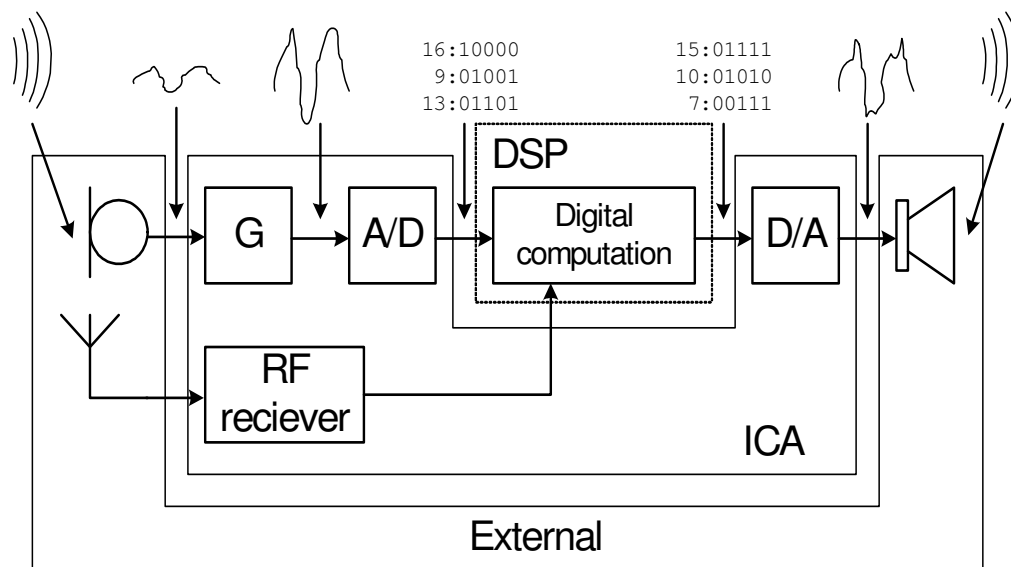 16:10000
9:01001
13:01101
15:01111
10:01010
7:00111
DSP
G
A/D
Digital
computation
D/A
RF
reciever
ICA
External